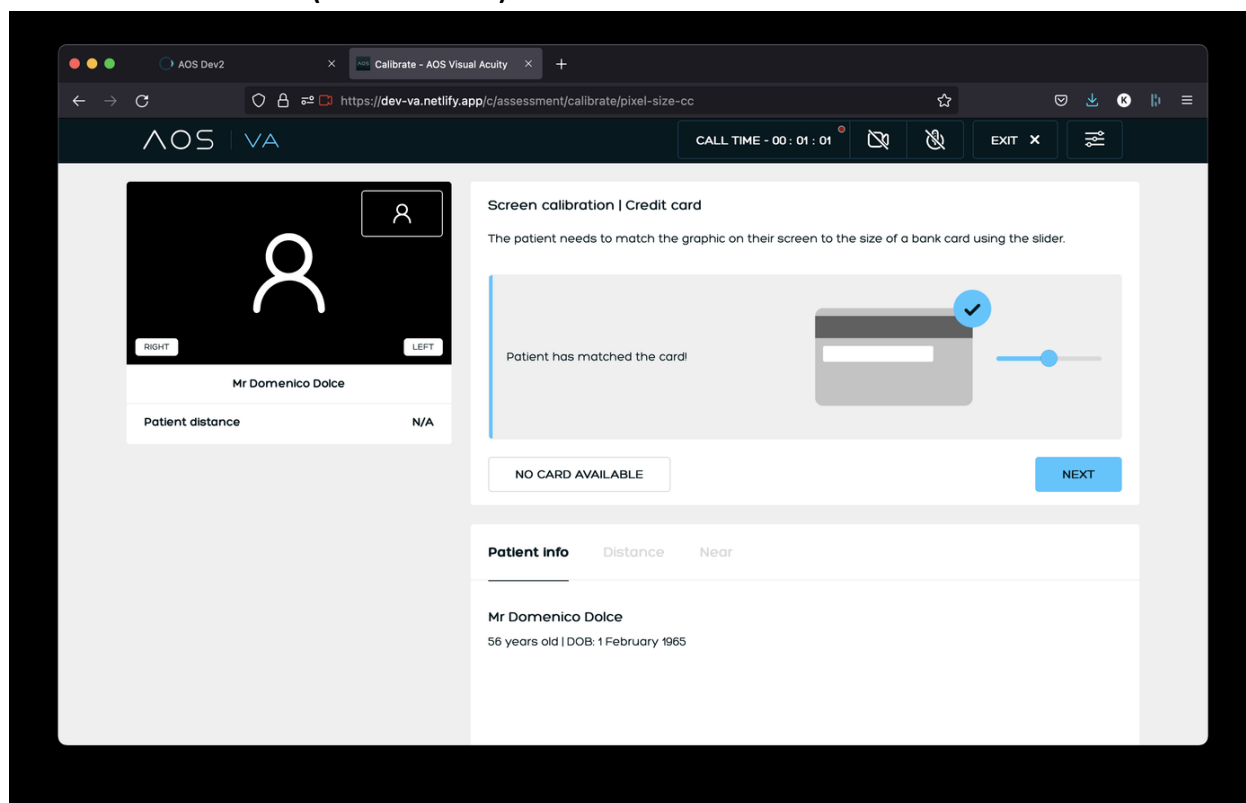 AOS Dev2
AOS Calibrate - AOS Visual Acuity
https://dev-va.netlify.app/c/assessment/calibrate/pixel-size-cc
K
AOS | VA
CALL TIME - 00 : 01 : 01
EXIT X
RIGHT
LEFT
Mr Domenico Dolce
Patient distance N/A
Screen calibration | Credit card
The patient needs to match the graphic on their screen to the size of a bank card using the slider.
Patient has matched the card!
NO CARD AVAILABLE
NEXT
Patient info Distance Near
Mr Domenico Dolce
56 years old | DOB: 1 February 1965